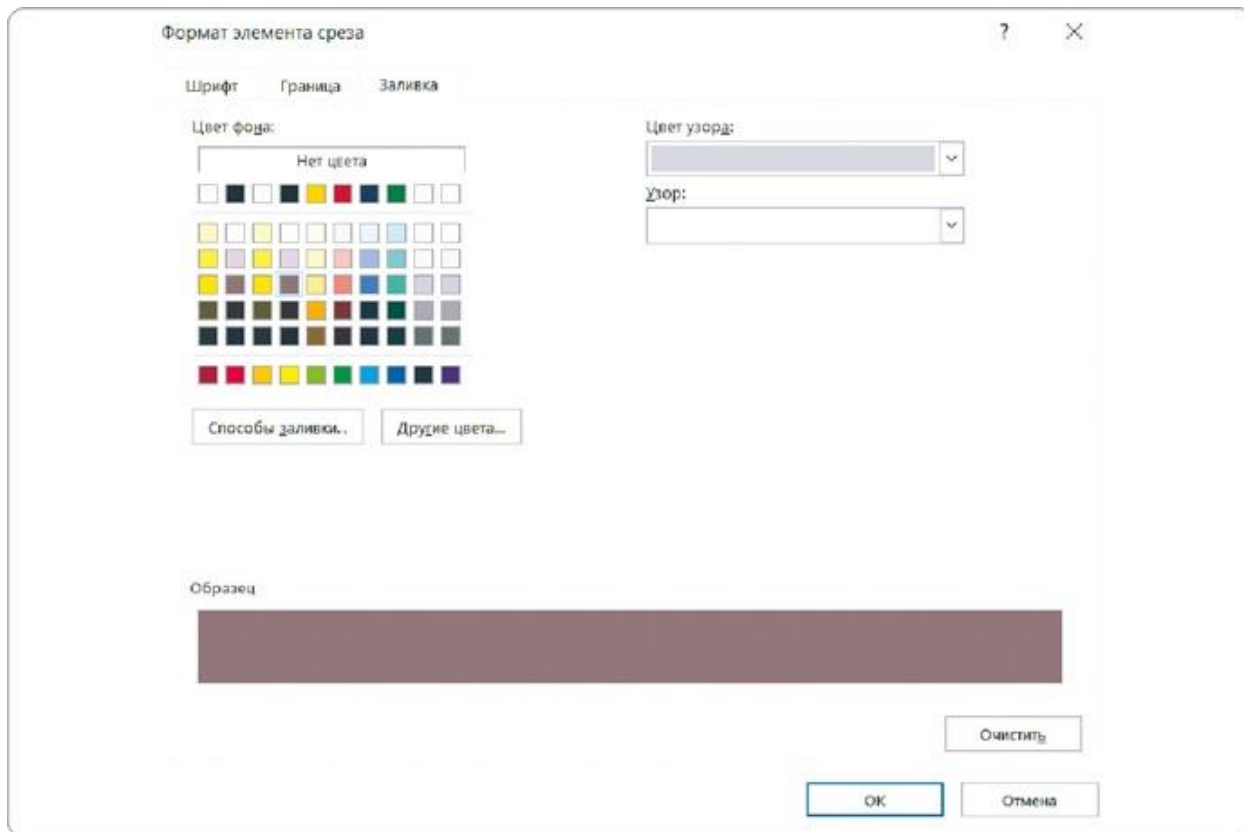 Формат элемента среза
?
Шрифт Граница Заливка
Цвет фона:
Нет цвета
Цвет узора:
Узор:
Способы заливки..
Другие цвета...
Образец
Очистить
ОК
Отмена